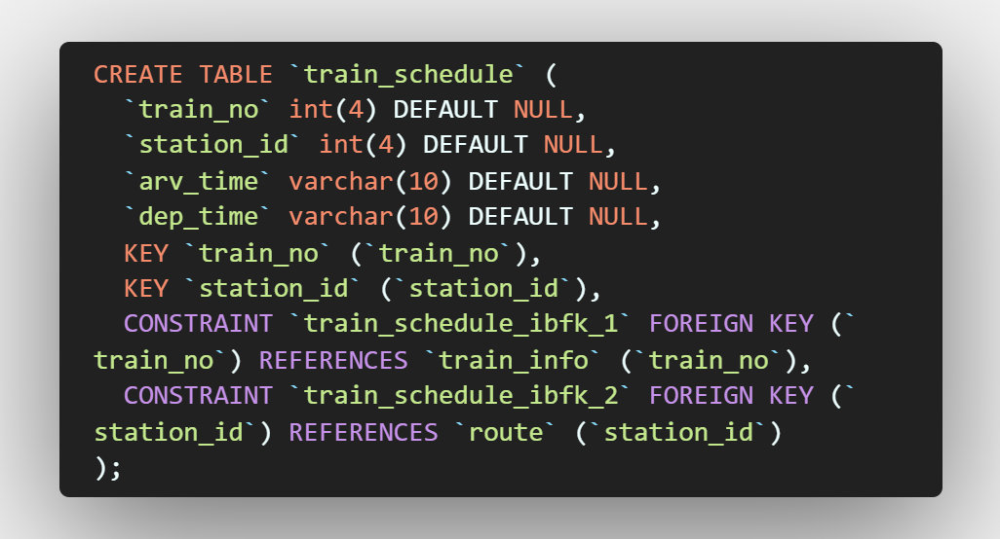 CREATE TABLE `train_schedule` (
  `train_no` int(4) DEFAULT NULL,
  `station_id` int(4) DEFAULT NULL,
  `arv_time` varchar(10) DEFAULT NULL,
  `dep_time` varchar(10) DEFAULT NULL,
  KEY `train_no` (`train_no`),
  KEY `station_id` (`station_id`),
  CONSTRAINT `train_schedule_ibfk_1` FOREIGN KEY (`
train_no`) REFERENCES `train_info` (`train_no`),
  CONSTRAINT `train_schedule_ibfk_2` FOREIGN KEY (`
station_id`) REFERENCES `route` (`station_id`)
);